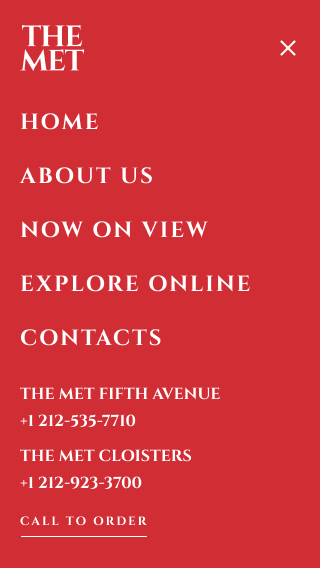 THE
MET
HOME
ABOUT US
NOW ON VIEW
EXPLORE ONLINE
CONTACTS
THE MET FIFTH AVENUE
+1 212-535-7710
THE MET CLOISTERS
+1 212-923-3700
CALL TO ORDER